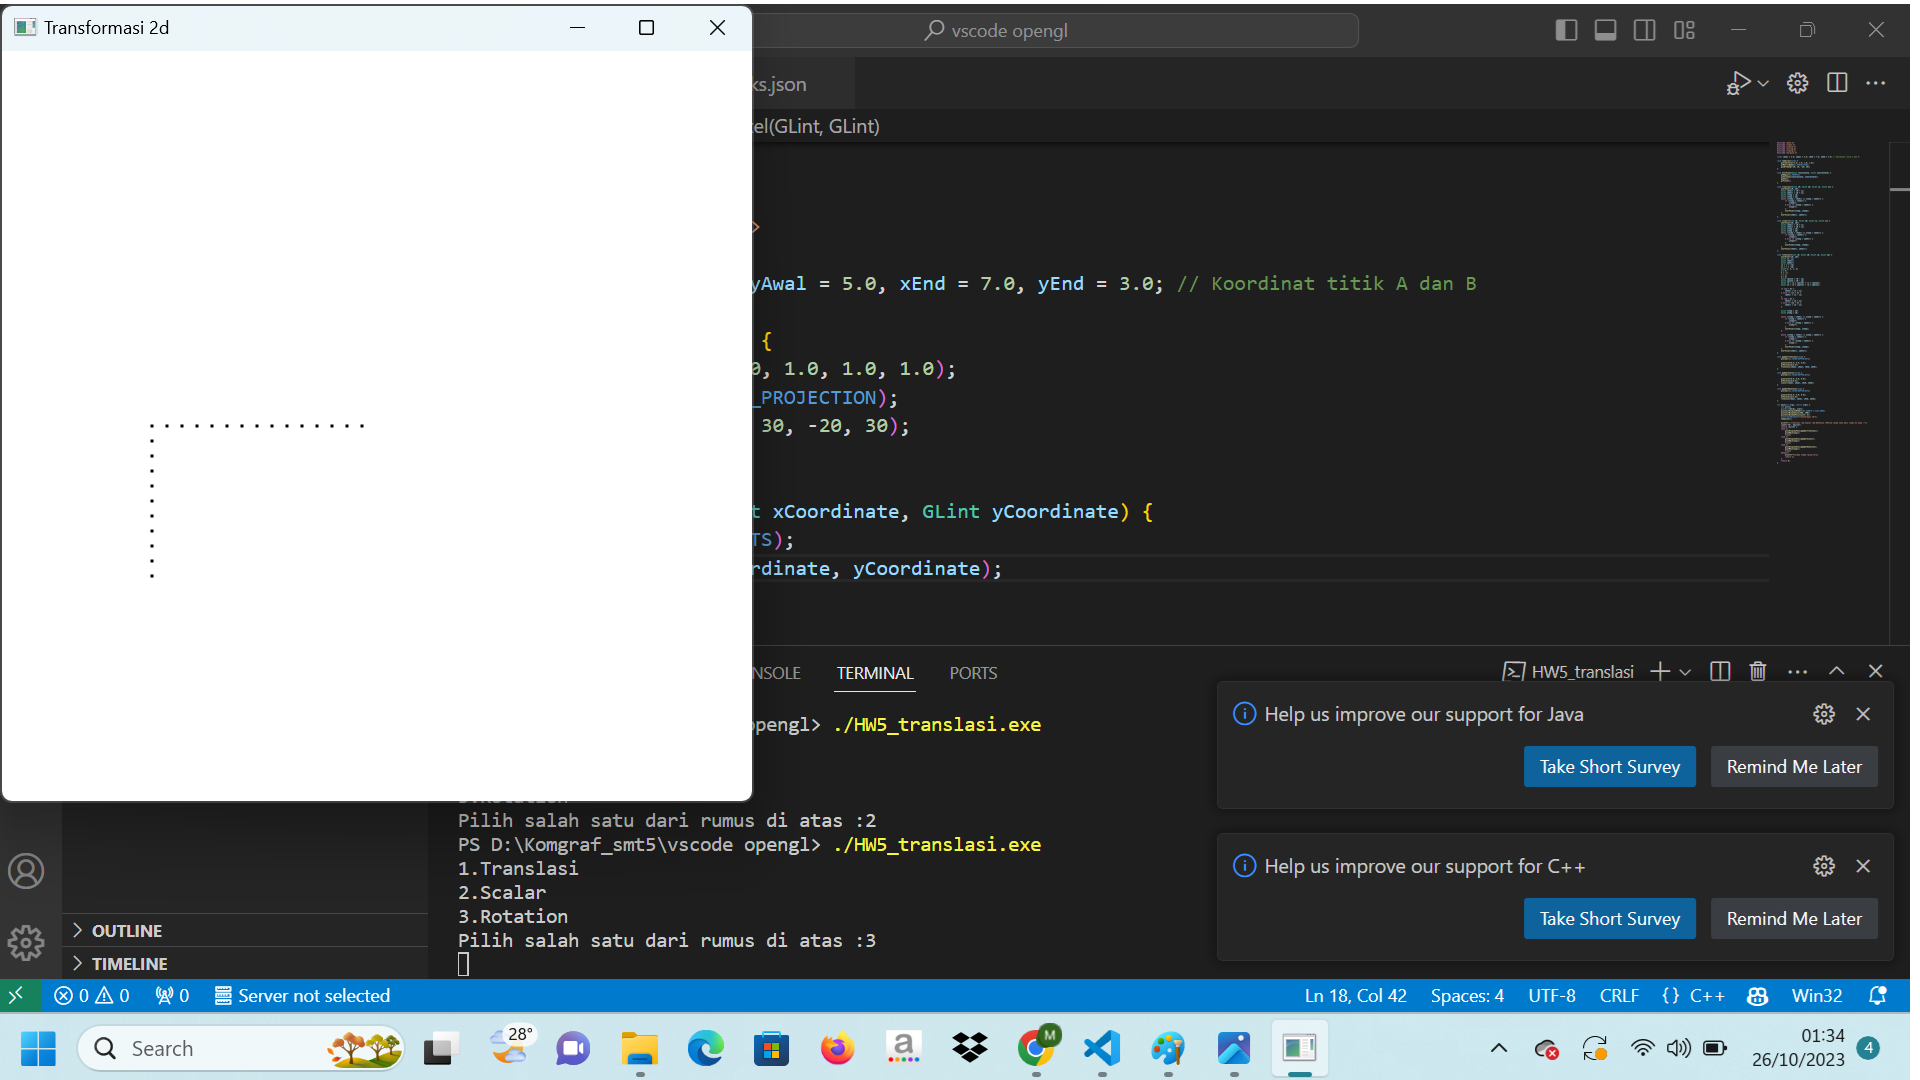 Transformasi 2d
vscode opengl
ks.json
el(GLint, GLint)
>
yAwal = 5.0, xEnd = 7.0, yEnd = 3.0; // Koordinat titik A dan B
{
0, 1.0, 1.0, 1.0);
_PROJECTION);
30, -20, 30);
t xCoordinate, GLint yCoordinate) {
TS);
rdinate, yCoordinate);
NSOLE
TERMINAL
PORTS
HW5_translasi
opengl> ./HW5_translasi.exe
Pilih salah satu dari rumus di atas :2
PS D:\Komgraf_smt5\vscode opengl> ./HW5_translasi.exe
1.Translasi
2.Scalar
3.Rotation
Pilih salah satu dari rumus di atas :3
Help us improve our support for Java
Take Short Survey
Remind Me Later
Help us improve our support for C++
Take Short Survey
Remind Me Later
OUTLINE
TIMELINE
0 0 0 Server not selected
Ln 18, Col 42 Spaces: 4 UTF-8 CRLF {} C++ Win32
Search
28°
a
M
01:34
26/10/2023
4